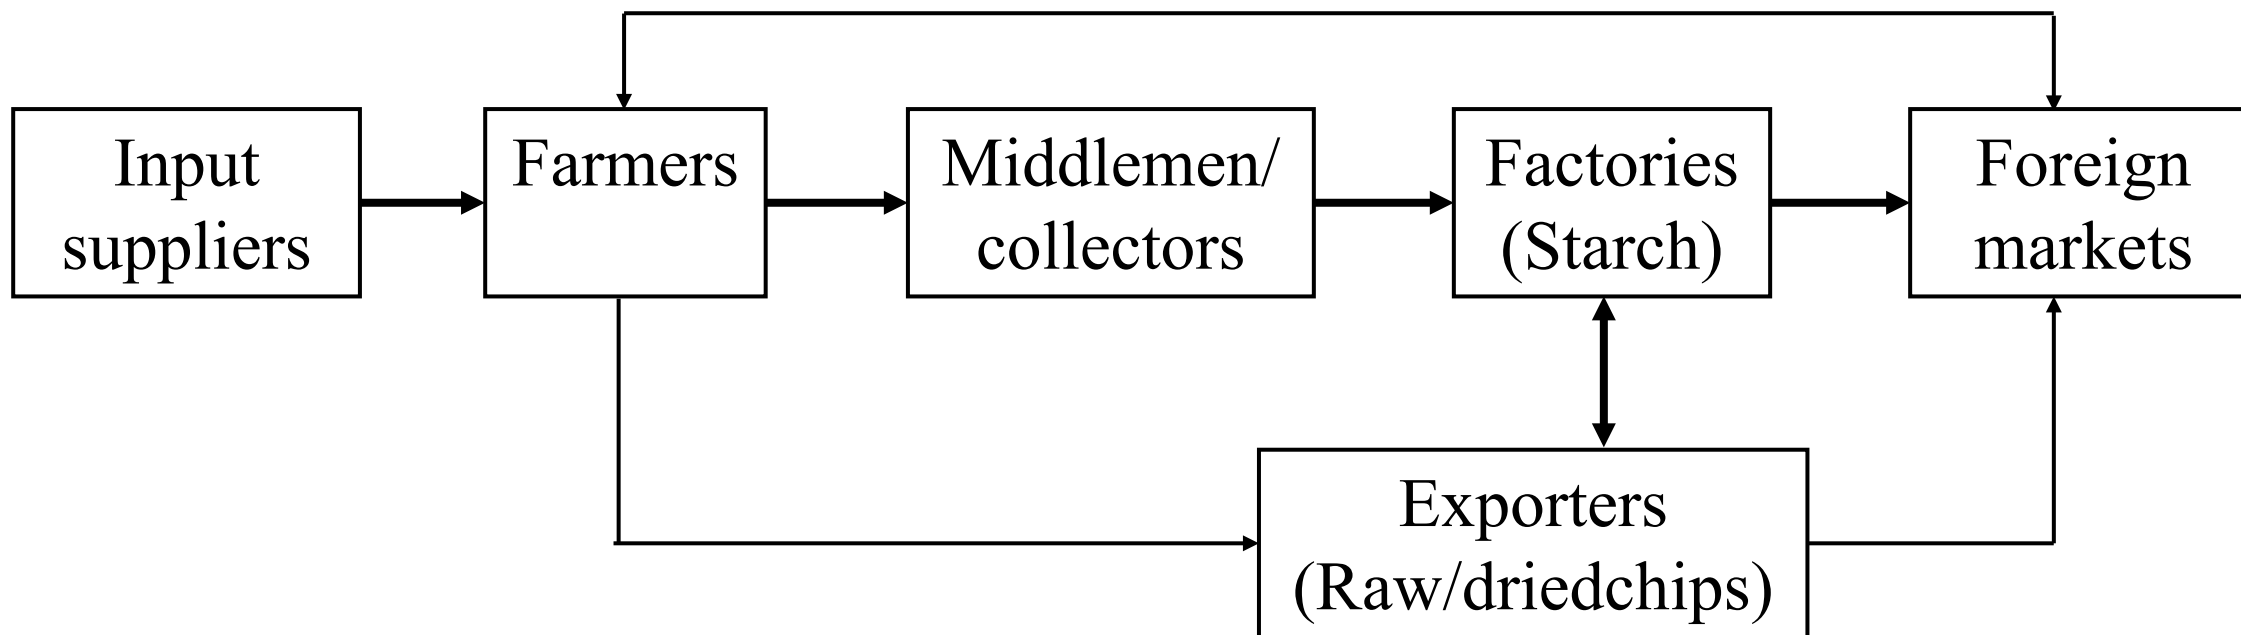 Input
suppliers
Farmers
Middlemen/
collectors
Factories
(Starch)
Foreign
markets
Exporters
(Raw/driedchips)